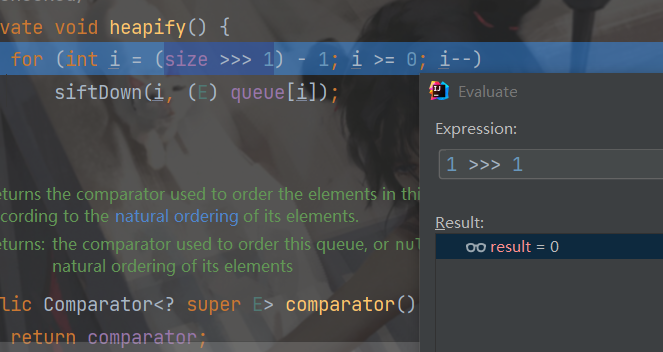 vate void heapify() {
for (int i = (size >>> 1) - 1; i >= 0; i--)
siftDown(i, (E) queue[i]);
eturns the comparator used to order the elements in thi
cording to the natural ordering of its elements.
eturns: the comparator used to order this queue, or nul
natural ordering of its elements
lic Comparator<? super E> comparator()
return comparator;
Evaluate
Expression:
1 >>> 1
Result:
result = 0